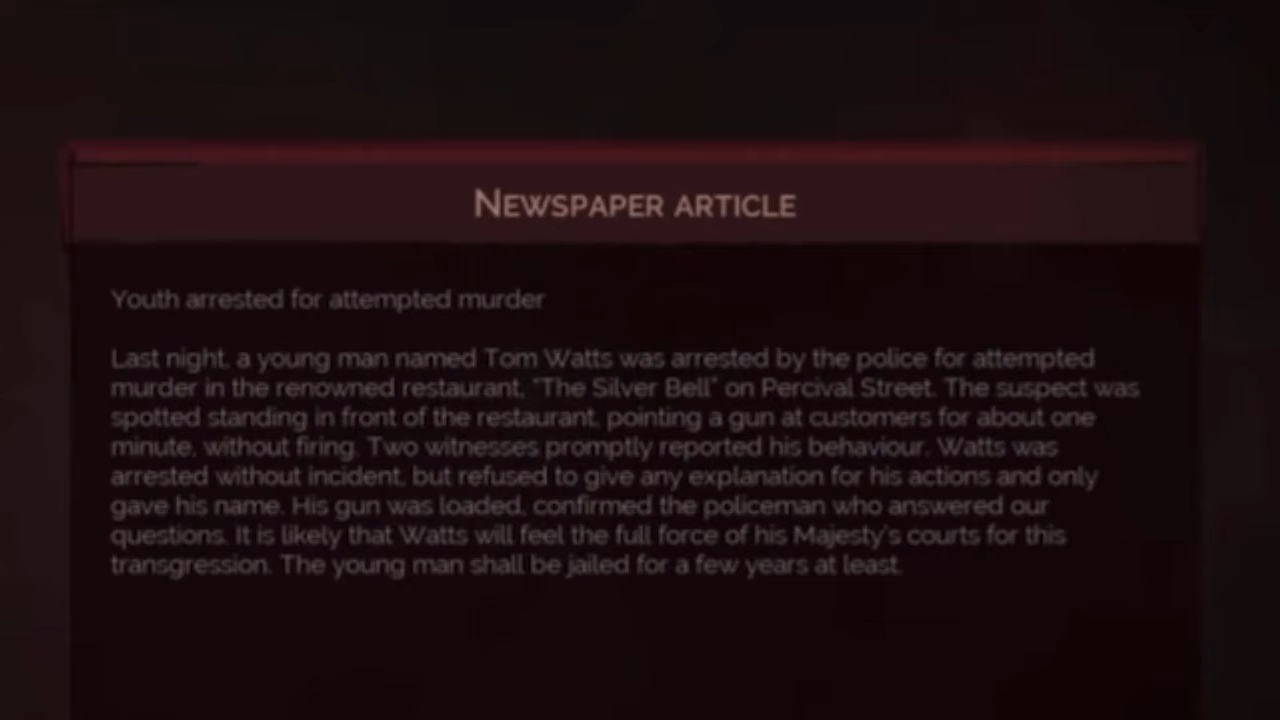 NEWSPAPER ARTICLE
Youth arrested for attempted murder
Last night, a young man named Tom Watts was arrested by the police for attempted
murder in the renowned restaurant, "The Silver Bell" on Percival Street. The suspect was
spotted standing in front of the restaurant, pointing a gun at customers for about one
minute, without firing. Two witnesses promptly reported his behaviour. Watts was
arrested without incident, but refused to give any explanation for his actions and only
gave his name. His gun was loaded, confirmed the policeman who answered our
questions. It is likely that Watts will feel the full force of his Majesty's courts for this
transgression. The young man shall be jailed for a few years at least.